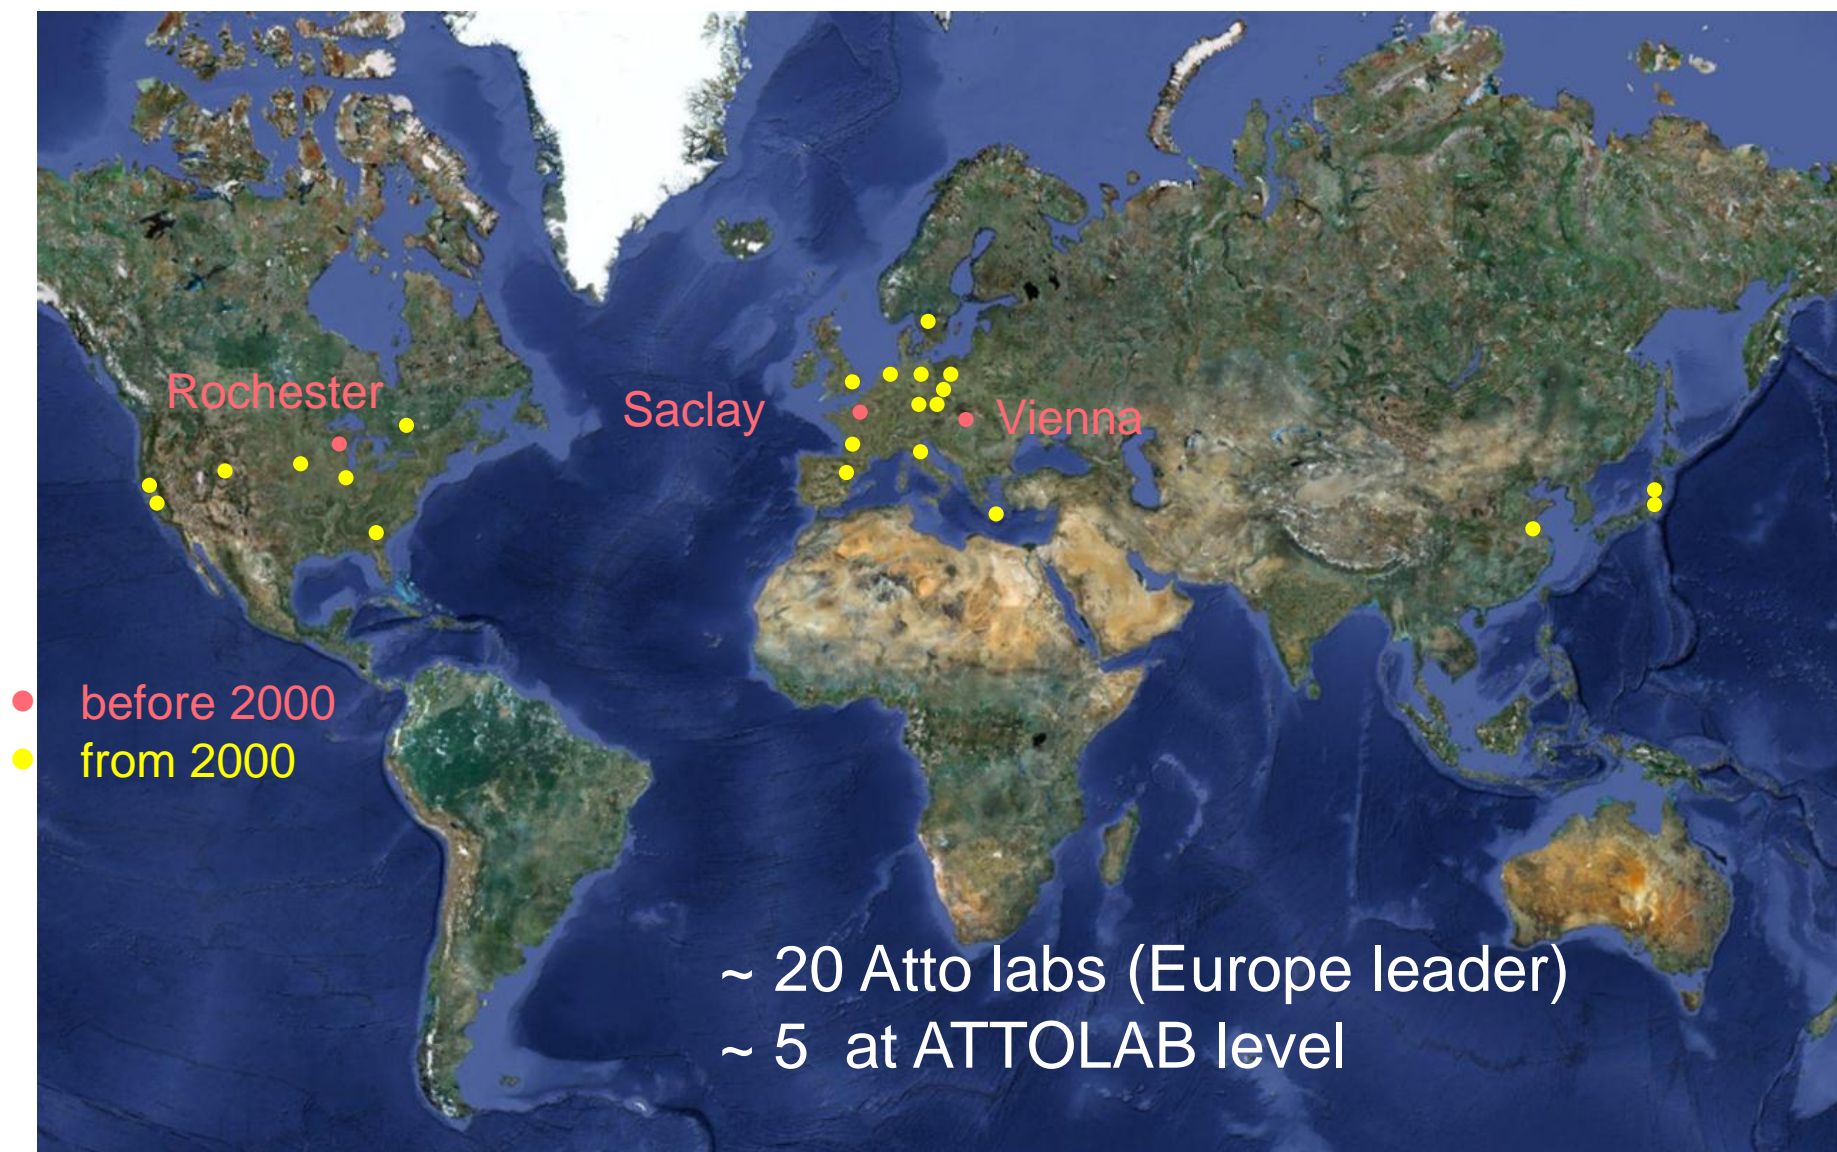 Rochester
Saclay
Vienna
before 2000
from 2000
~ 20 Atto labs (Europe leader)
~ 5 at ATTOLAB level